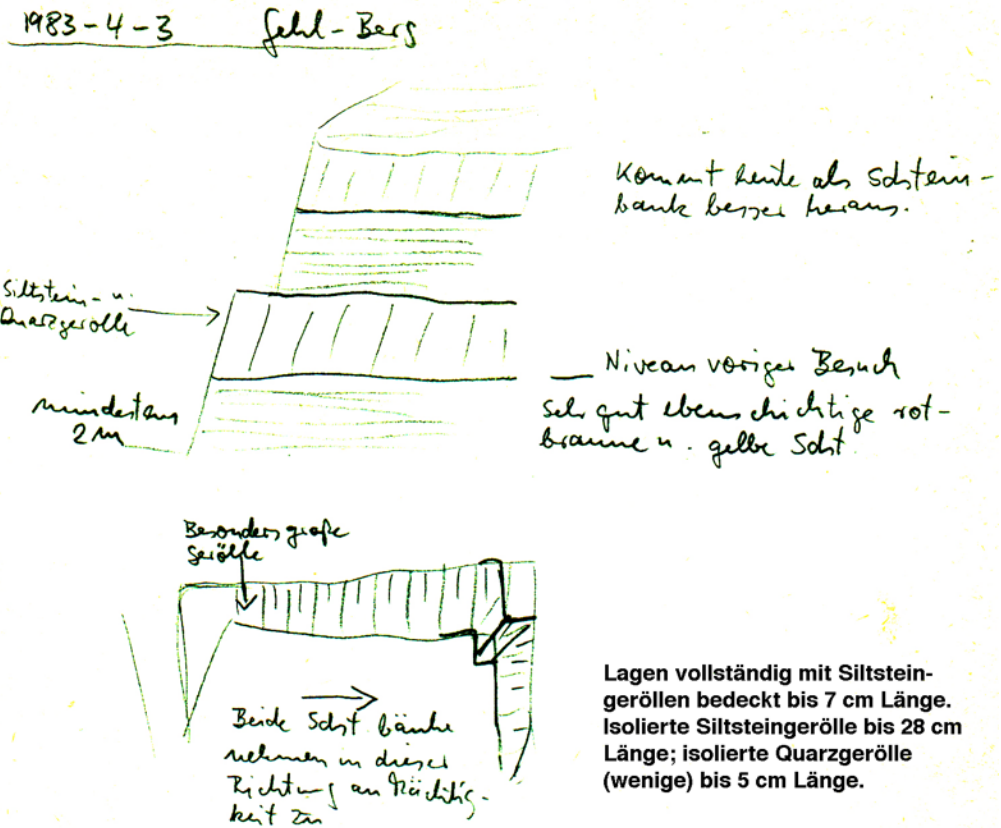 1983-4-3 Gehl-Berg
Kommt heute als Sdstein-
bank besser heraus.
Siltstein- u.
Quarzgerölle
Niveau voriger Besuch
mindestens
2 m
sehr gut ebenschichtige rot-
braune u. gelbe Sdst
Besonders große
Gerölle
Beide Sdst bänke
nehmen in dieser
Richtung an Mächtig-
keit zu
Lagen vollständig mit Siltstein-
geröllen bedeckt bis 7 cm Länge.
Isolierte Siltsteingerölle bis 28 cm
Länge; isolierte Quarzgerölle
(wenige) bis 5 cm Länge.